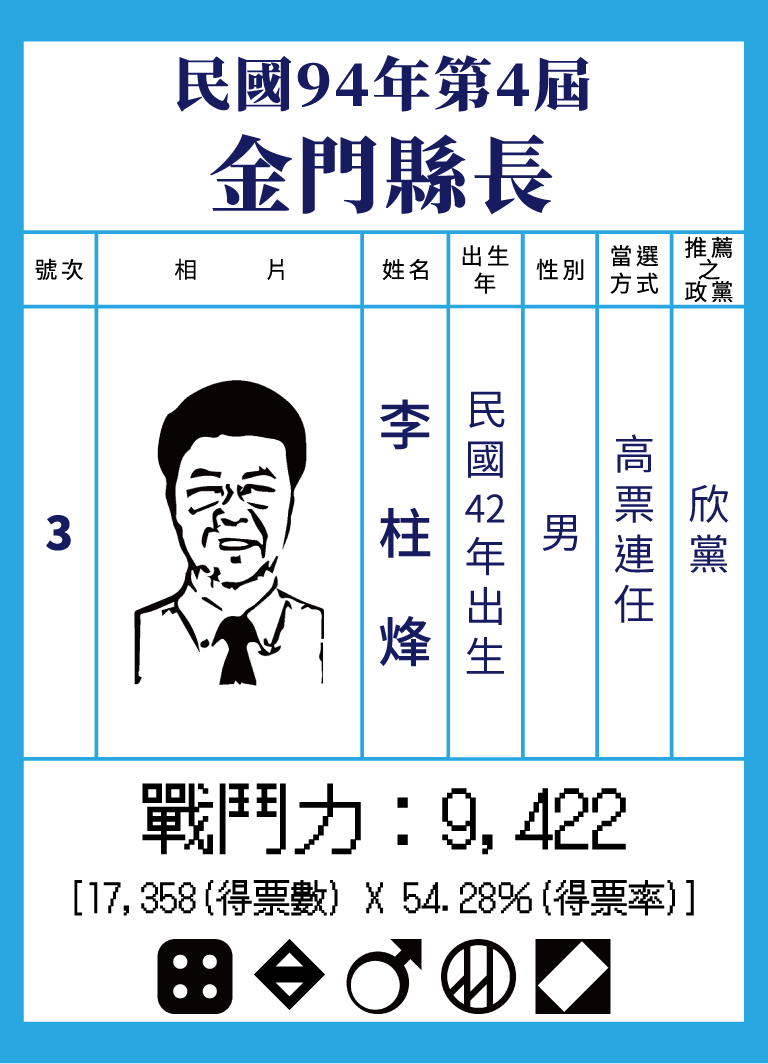 民國94年第4屆
金門縣長
號次
相片
姓名
出生
年
性別
當選
方式
推薦
之
政黨
3
李柱烽
民國42年出生
男
高票連任
欣黨
戰鬥力：9,422
[17,358(得票數) X 54.28%(得票率)]